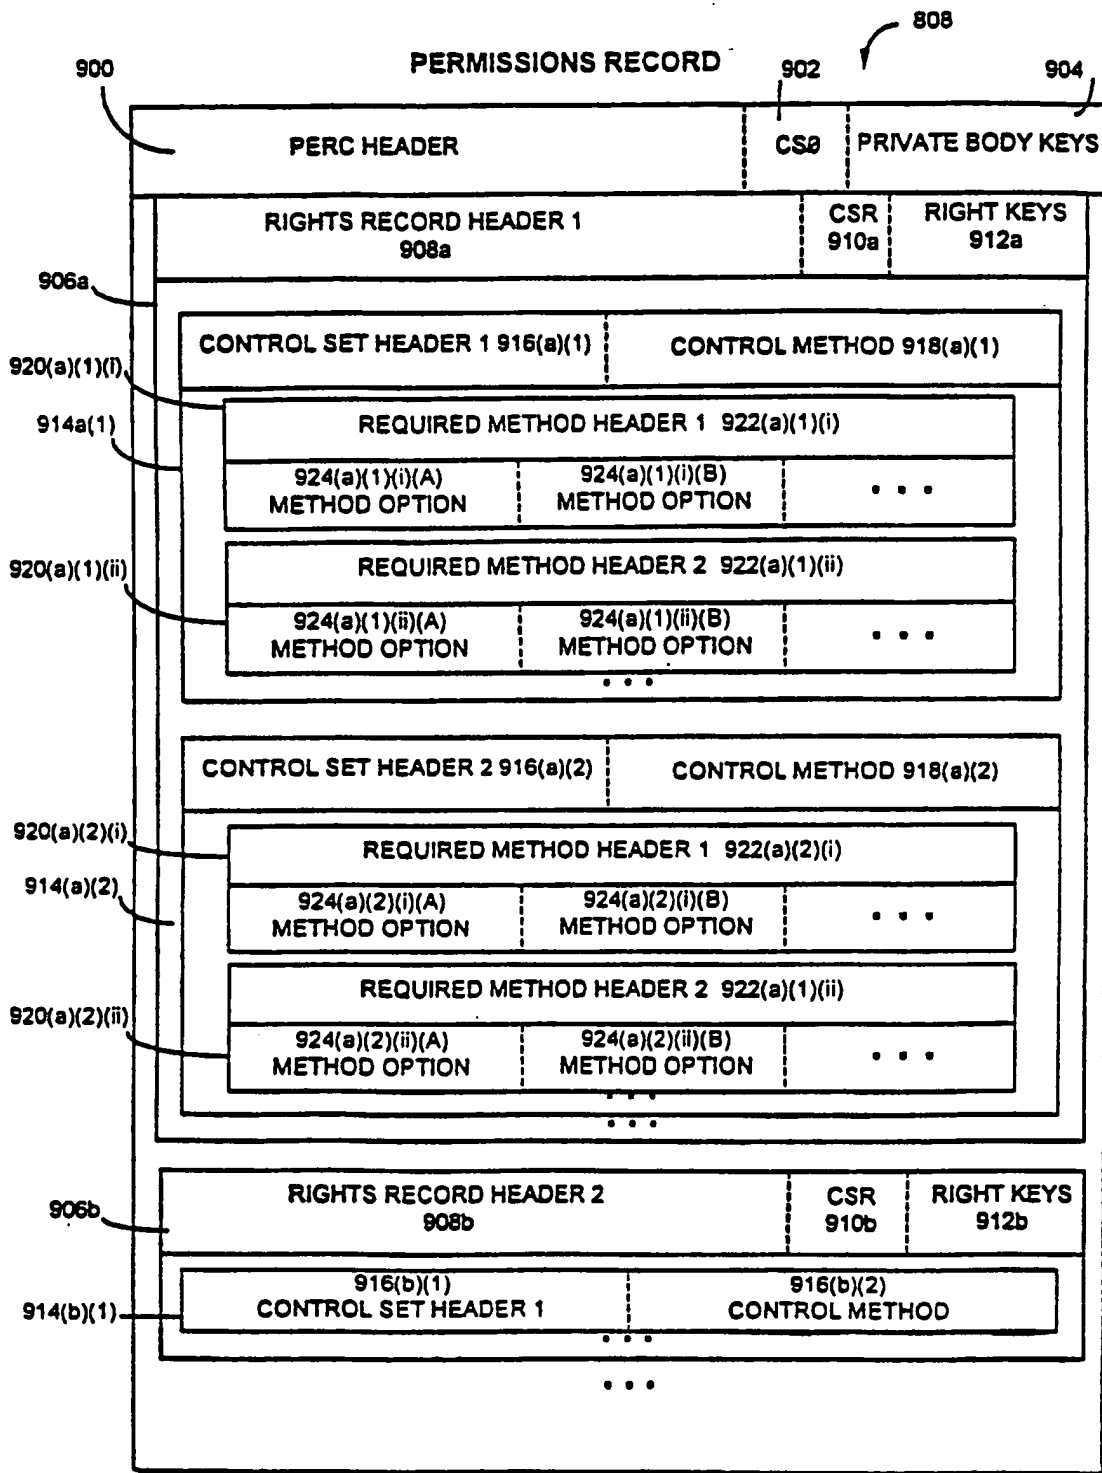 808
PERMISSIONS RECORD
900
902
904
PERC HEADER
CS0
PRIVATE BODY KEYS
RIGHTS RECORD HEADER 1
908a
CSR
910a
RIGHT KEYS
912a
906a
CONTROL SET HEADER 1 916(a)(1)
CONTROL METHOD 918(a)(1)
920(a)(1)(i)
914a(1)
REQUIRED METHOD HEADER 1 922(a)(1)(i)
924(a)(1)(i)(A)
METHOD OPTION
924(a)(1)(i)(B)
METHOD OPTION
• • •
920(a)(1)(ii)
REQUIRED METHOD HEADER 2 922(a)(1)(ii)
924(a)(1)(ii)(A)
METHOD OPTION
924(a)(1)(ii)(B)
METHOD OPTION
• • •
• • •
CONTROL SET HEADER 2 916(a)(2)
CONTROL METHOD 918(a)(2)
920(a)(2)(i)
914(a)(2)
REQUIRED METHOD HEADER 1 922(a)(2)(i)
924(a)(2)(i)(A)
METHOD OPTION
924(a)(2)(i)(B)
METHOD OPTION
• • •
920(a)(2)(ii)
REQUIRED METHOD HEADER 2 922(a)(1)(ii)
924(a)(2)(ii)(A)
METHOD OPTION
924(a)(2)(ii)(B)
METHOD OPTION
• • •
• • •
• • •
906b
RIGHTS RECORD HEADER 2
908b
CSR
910b
RIGHT KEYS
912b
914(b)(1)
916(b)(1)
CONTROL SET HEADER 1
916(b)(2)
CONTROL METHOD
• • •
• • •